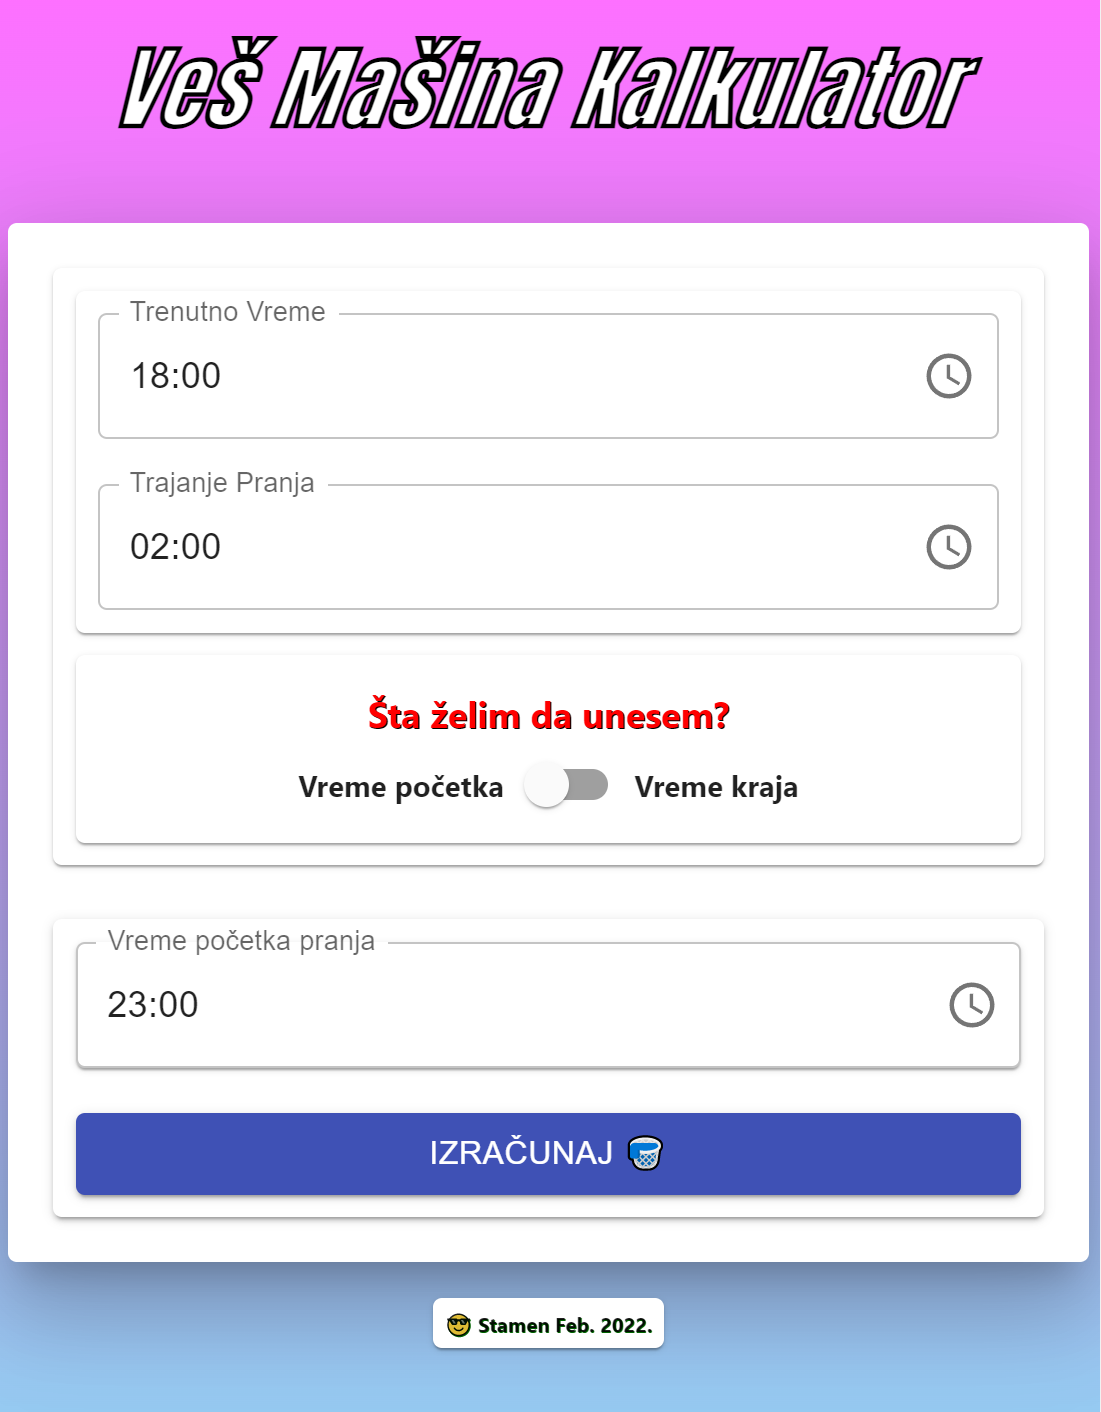 Veš Mašina Kalkulator
Trenutno Vreme
18:00
Trajanje Pranja
02:00
Šta želim da unesem?
Vreme početka Vreme kraja
Vreme početka pranja
23:00
IZRAČUNAJ
Stamen Feb. 2022.